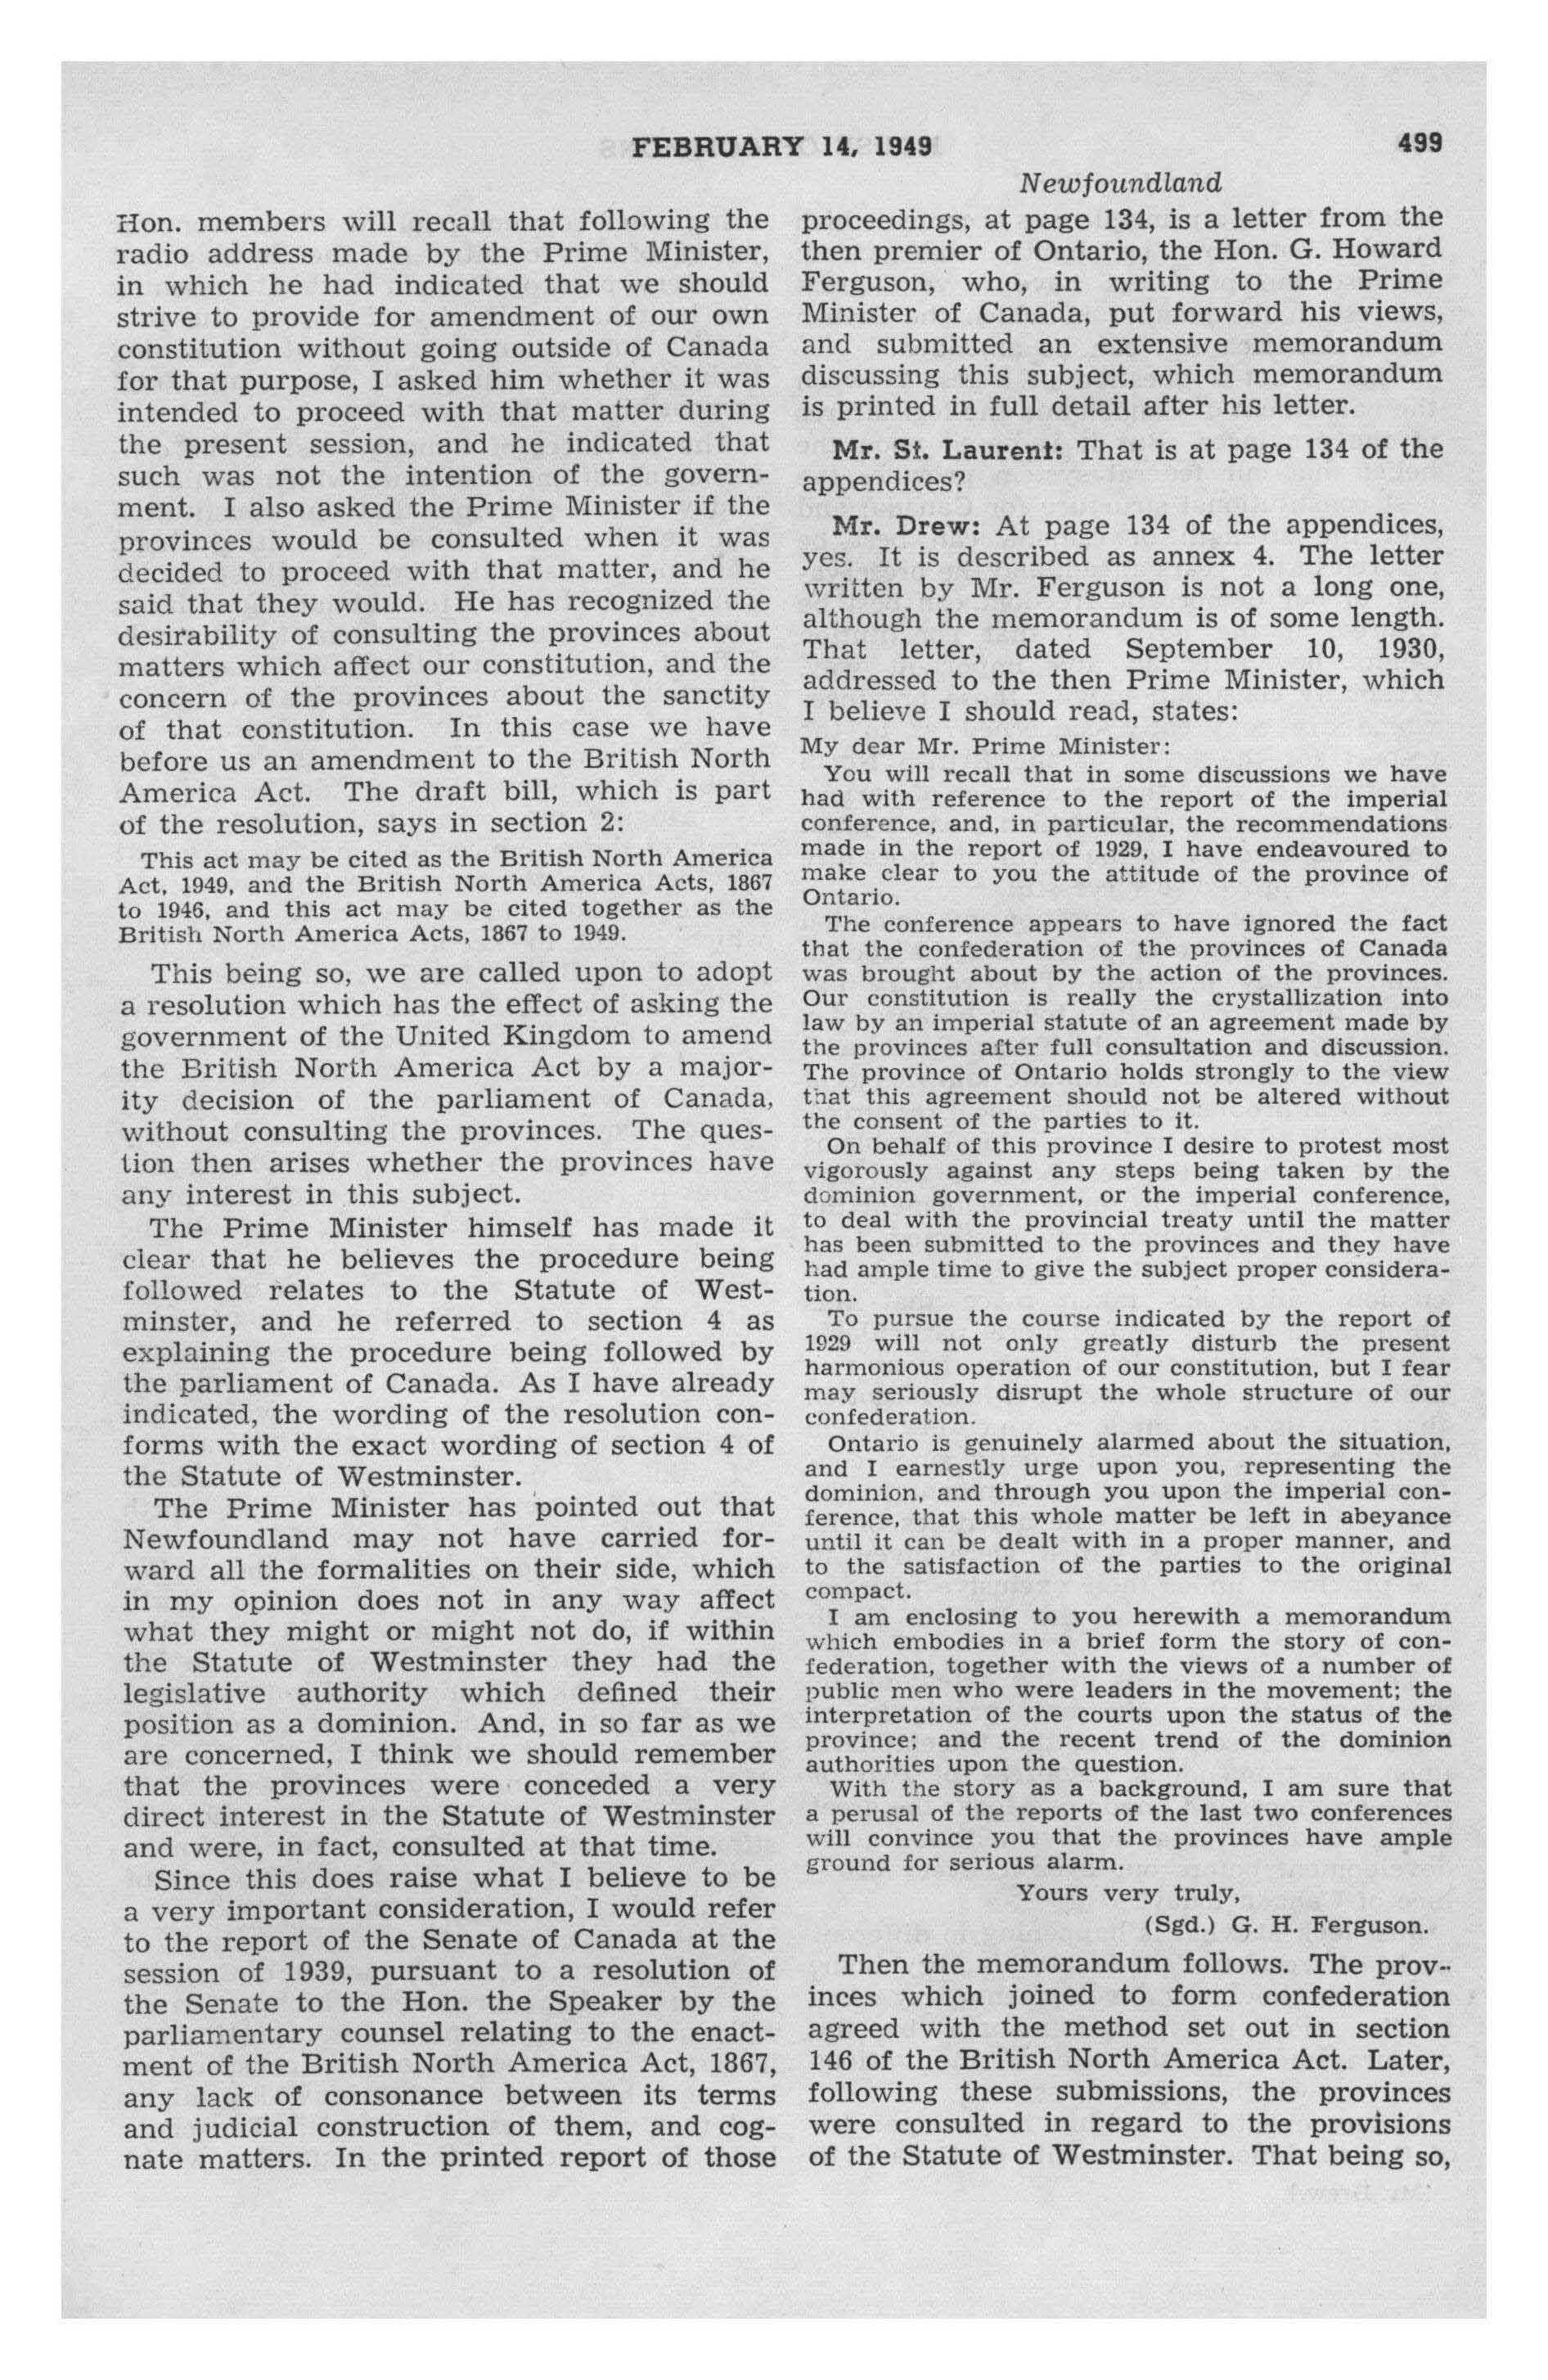 FEBRUARY 14, 1949
499
Newfoundland
Hon. members will recall that following the
radio address made by the Prime Minister,
in which he had indicated that we should
strive to provide for amendment of our own
constitution without going outside of Canada
for that purpose, I asked him whether it was
intended to proceed with that matter during
the present session, and he indicated that
such was not the intention of the govern-
ment. I also asked the Prime Minister if the
provinces would be consulted when it was
decided to proceed with that matter, and he
said that they would. He has recognized the
desirability of consulting the provinces about
matters which affect our constitution, and the
concern of the provinces about the sanctity
of that constitution. In this case we have
before us an amendment to the British North
America Act. The draft bill, which is part
of the resolution, says in section 2:
This act may be cited as the British North America
Act, 1949, and the British North America Acts, 1867
to 1946, and this act may be cited together as the
British North America Acts, 1867 to 1949.
This being so, we are called upon to adopt
a resolution which has the effect of asking the
government of the United Kingdom to amend
the British North America Act by a major-
ity decision of the parliament of Canada,
without consulting the provinces. The ques-
tion then arises whether the provinces have
any interest in this subject.
The Prime Minister himself has made it
clear that he believes the procedure being
followed relates to the Statute of West-
minster, and he referred to section 4 as
explaining the procedure being followed by
the parliament of Canada. As I have already
indicated, the wording of the resolution con-
forms with the exact wording of section 4 of
the Statute of Westminster.
The Prime Minister has pointed out that
Newfoundland may not have carried for-
ward all the formalities on their side, which
in my opinion does not in any way affect
what they might or might not do, if within
the Statute of Westminster they had the
legislative authority which defined their
position as a dominion. And, in so far as we
are concerned, I think we should remember
that the provinces were conceded a very
direct interest in the Statute of Westminster
and were, in fact, consulted at that time.
Since this does raise what I believe to be
a very important consideration, I would refer
to the report of the Senate of Canada at the
session of 1939, pursuant to a resolution of
the Senate to the Hon. the Speaker by the
parliamentary counsel relating to the enact-
ment of the British North America Act, 1867,
any lack of consonance between its terms
and judicial construction of them, and cog-
nate matters. In the printed report of those
proceedings, at page 134, is a letter from the
then premier of Ontario, the Hon. G. Howard
Ferguson, who, in writing to the Prime
Minister of Canada, put forward his views,
and submitted an extensive memorandum
discussing this subject, which memorandum
is printed in full detail after his letter.
Mr. St. Laurent: That is at page 134 of the
appendices?
Mr. Drew: At page 134 of the appendices,
yes. It is described as annex 4. The letter
written by Mr. Ferguson is not a long one,
although the memorandum is of some length.
That letter, dated September 10, 1930,
addressed to the then Prime Minister, which
I believe I should read, states:
My dear Mr. Prime Minister:
You will recall that in some discussions we have
had with reference to the report of the imperial
conference, and, in particular, the recommendations
made in the report of 1929, I have endeavoured to
make clear to you the attitude of the province of
Ontario.
The conference appears to have ignored the fact
that the confederation of the provinces of Canada
was brought about by the action of the provinces.
Our constitution is really the crystallization into
law by an imperial statute of an agreement made by
the provinces after full consultation and discussion.
The province of Ontario holds strongly to the view
that this agreement should not be altered without
the consent of the parties to it.
On behalf of this province I desire to protest most
vigorously against any steps being taken by the
dominion government, or the imperial conference,
to deal with the provincial treaty until the matter
has been submitted to the provinces and they have
had ample time to give the subject proper considera-
tion.
To pursue the course indicated by the report of
1929 will not only greatly disturb the present
harmonious operation of our constitution, but I fear
may seriously disrupt the whole structure of our
confederation.
Ontario is genuinely alarmed about the situation,
and I earnestly urge upon you, representing the
dominion, and through you upon the imperial con-
ference, that this whole matter be left in abeyance
until it can be dealt with in a proper manner, and
to the satisfaction of the parties to the original
compact.
I am enclosing to you herewith a memorandum
which embodies in a brief form the story of con-
federation, together with the views of a number of
public men who were leaders in the movement; the
interpretation of the courts upon the status of the
province; and the recent trend of the dominion
authorities upon the question.
With the story as a background, I am sure that
a perusal of the reports of the last two conferences
will convince you that the provinces have ample
ground for serious alarm.
Yours very truly,
(Sgd.) G. H. Ferguson.
Then the memorandum follows. The prov-
inces which joined to form confederation
agreed with the method set out in section
146 of the British North America Act. Later,
following these submissions, the provinces
were consulted in regard to the provisions
of the Statute of Westminster. That being so,